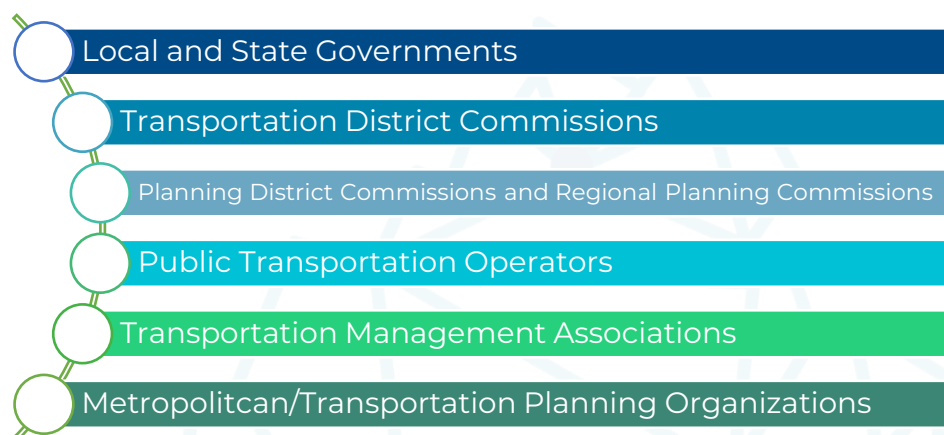 Local and State Governments
Transportation District Commissions
Planning District Commissions and Regional Planning Commissions
Public Transportation Operators
Transportation Management Associations
Metropolitcan/Transportation Planning Organizations